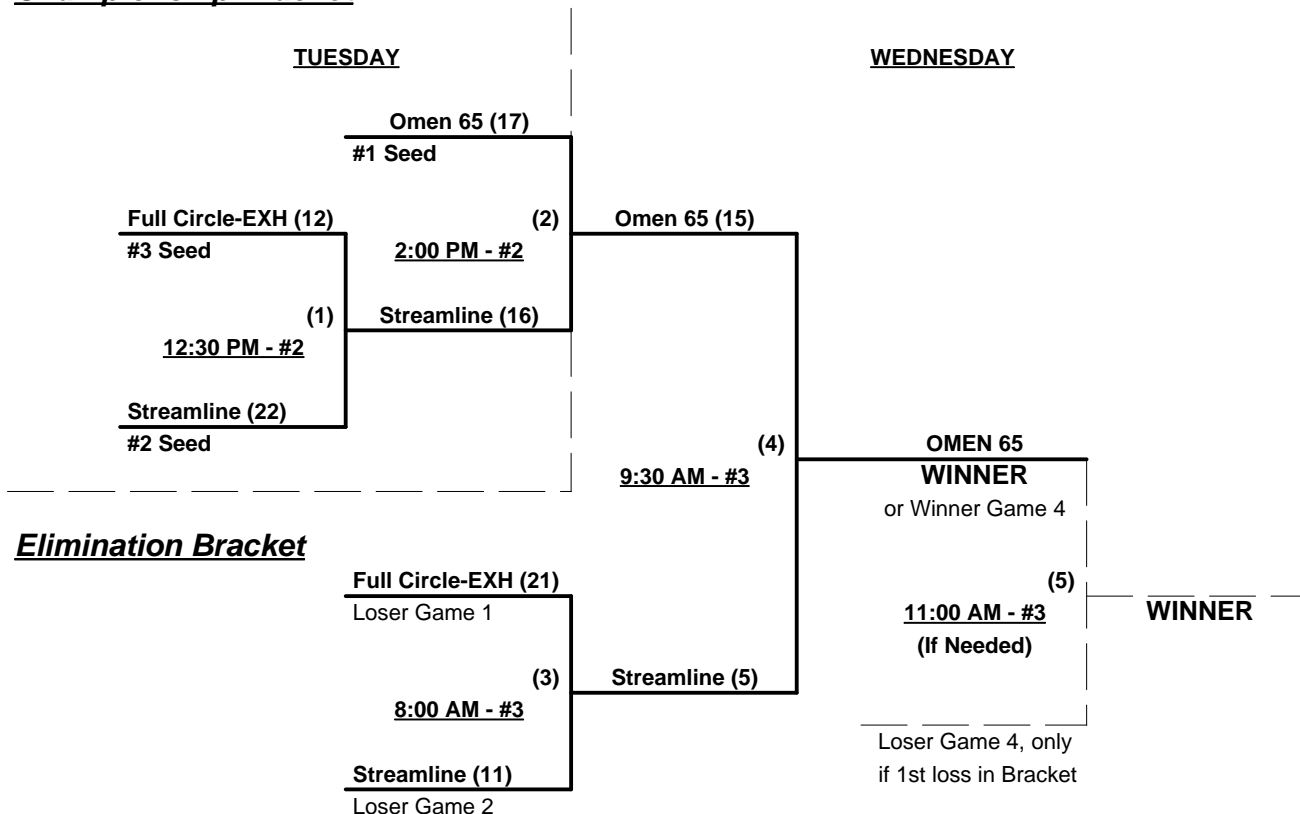 TUESDAY
WEDNESDAY
Omen 65 (17)
#1 Seed
Full Circle-EXH (12)
(2)
Omen 65 (15)
#3 Seed
2:00 PM - #2
(1)
Streamline (16)
12:30 PM - #2
Streamline (22)
#2 Seed
(4)
OMEN 65
9:30 AM - #3
WINNER
or Winner Game 4
Elimination Bracket
Full Circle-EXH (21)
(5)
Loser Game 1
11:00 AM - #3
WINNER
(If Needed)
(3)
Streamline (5)
8:00 AM - #3
Loser Game 4, only
if 1st loss in Bracket
Streamline (11)
Loser Game 2